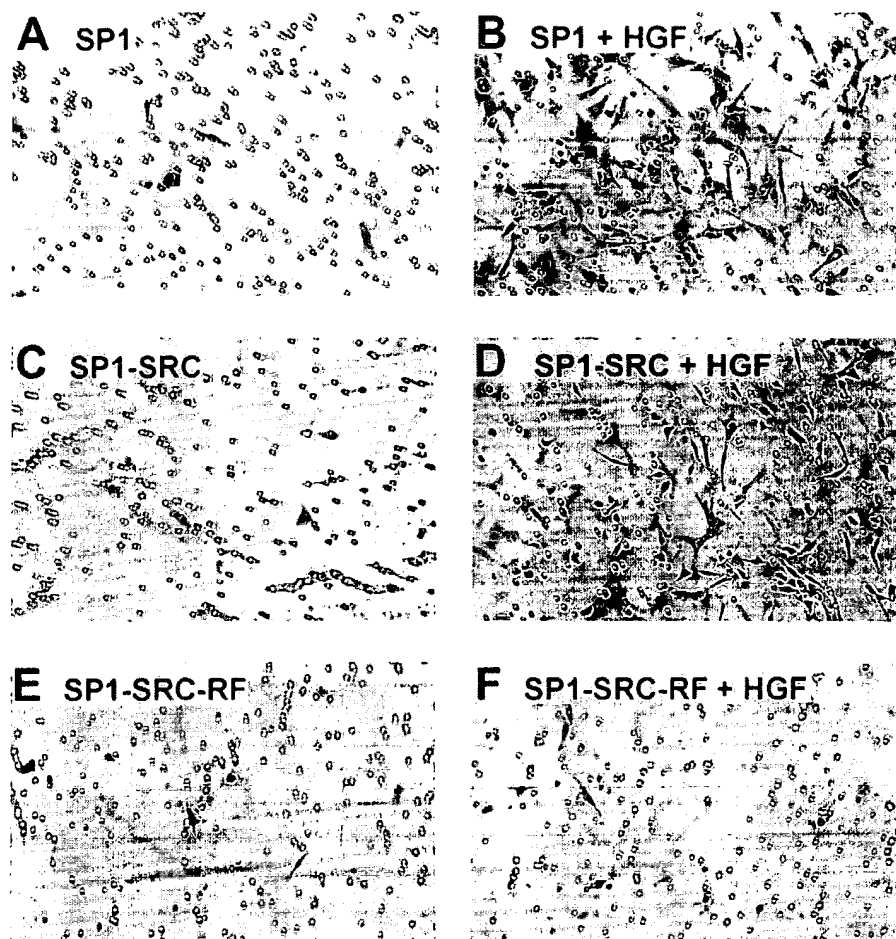 A SP1
B SP1 + HGF
C SP1-SRC
D SP1-SRC + HGF
E SP1-SRC-RF
F SP1-SRC-RF + HGF